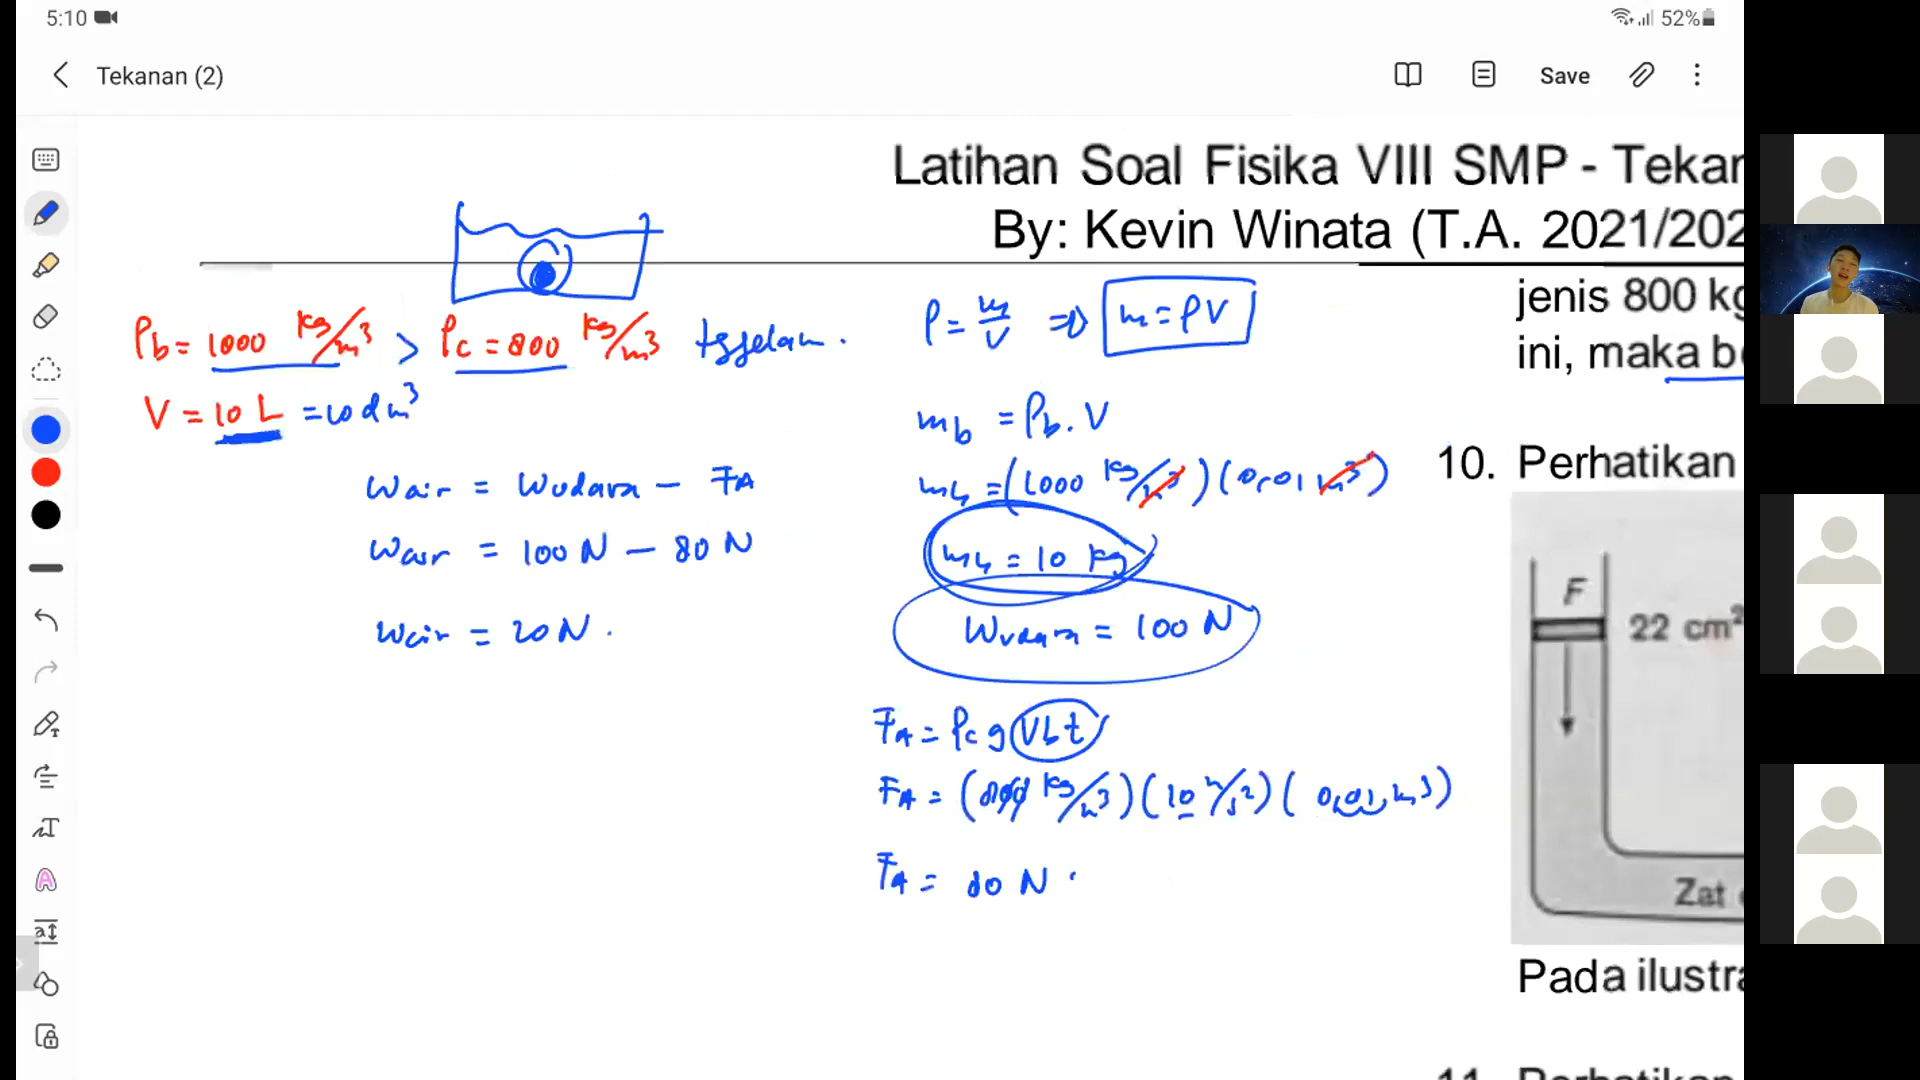 5:10
52%
Tekanan (2)
Save
Latihan Soal Fisika VIII SMP - Tekar
By: Kevin Winata (T.A. 2021/202
jenis 800 kg
ini, maka b
ρb = 1000 kg/m³ > ρc = 800 kg/m³ tggelam.
V = 10 L = 10 dm³
Wair = Wudara - FA
Wair = 100 N - 80 N
Wair = 20 N.
ρ = m/V => m = ρV
mb = ρb. V
mb = (1000 kg/m³)(0,01 m³)
mb = 10 kg
Wudara = 100 N
FA = ρc g Vbt
FA = (800 kg/m³)(10 m/s²)(0,01 m³)
FA = 80 N.
10. Perhatikan
F
22 cm²
Zat
Pada ilustra
11. Perhatikan